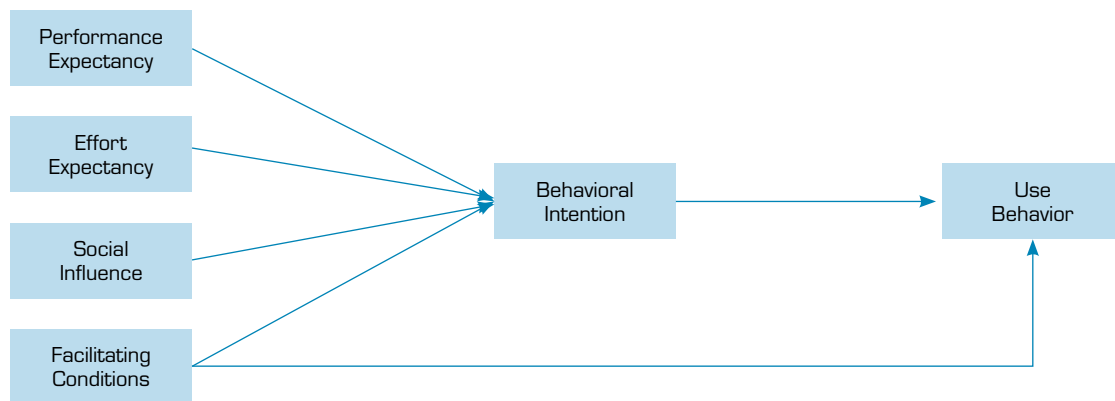 Performance
Expectancy
Effort
Expectancy
Social
Influence
Facilitating
Conditions
Behavioral
Intention
Use
Behavior